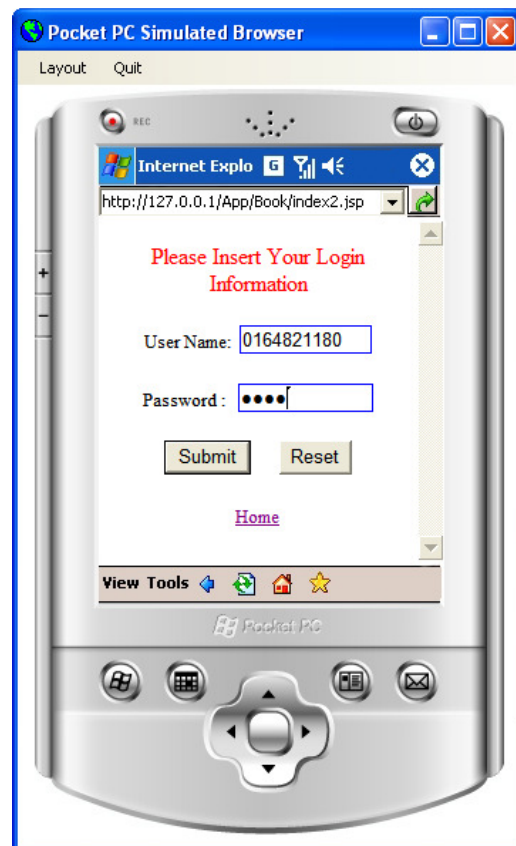 Pocket PC Simulated Browser
Layout Quit
REC
Internet Explo G
http://127.0.0.1/App/Book/index2.jsp
Please Insert Your Login
Information
User Name: 0164821180
Password : ●●●●
Submit Reset
Home
View Tools
Pocket PC